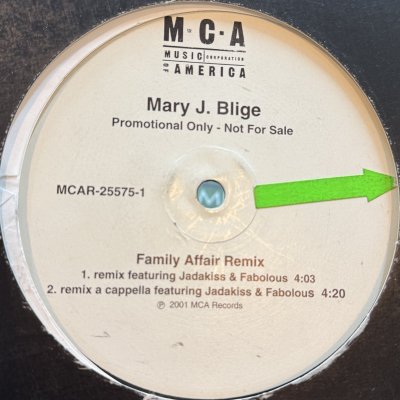 M·C·A
MUSIC CORPORATION
OF AMERICA
Mary J. Blige
Promotional Only - Not For Sale
MCAR-25575-1
M
Family Affair Remix
1. remix featuring Jadakiss & Fabolous 4:03
2. remix a cappella featuring Jadakiss & Fabolous 4:20
℗ 2001 MCA Records